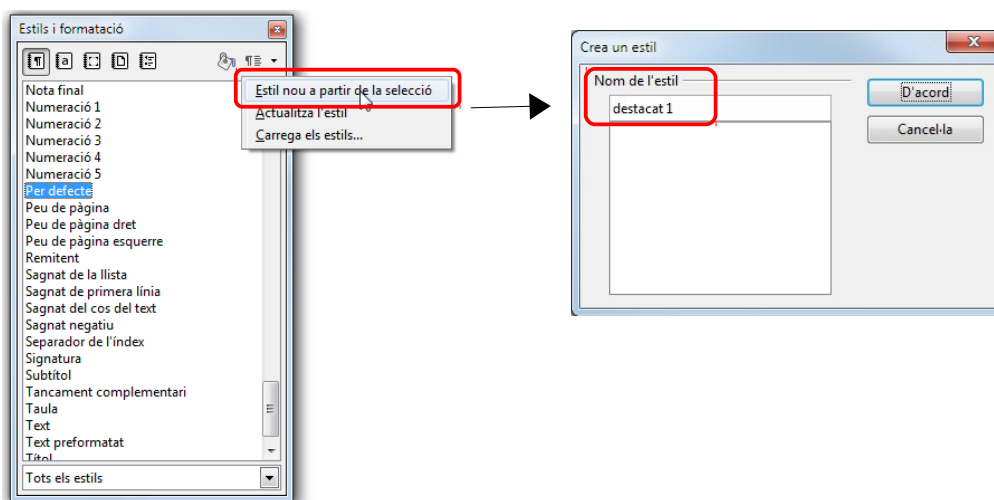 Estils i formatació
Estil nou a partir de la selecció
Actualitza l'estil
Carrega els estils...
Nota final
Numeració 1
Numeració 2
Numeració 3
Numeració 4
Numeració 5
Per defecte
Peu de pàgina
Peu de pàgina dret
Peu de pàgina esquerre
Remitent
Sagnat de la llista
Sagnat de primera línia
Sagnat del cos del text
Sagnat negatiu
Separador de l'índex
Signatura
Subtítol
Tancament complementari
Taula
Text
Text preformatat
Títol
Tots els estils
Crea un estil
Nom de l'estil
destacat 1
D'acord
Cancel·la